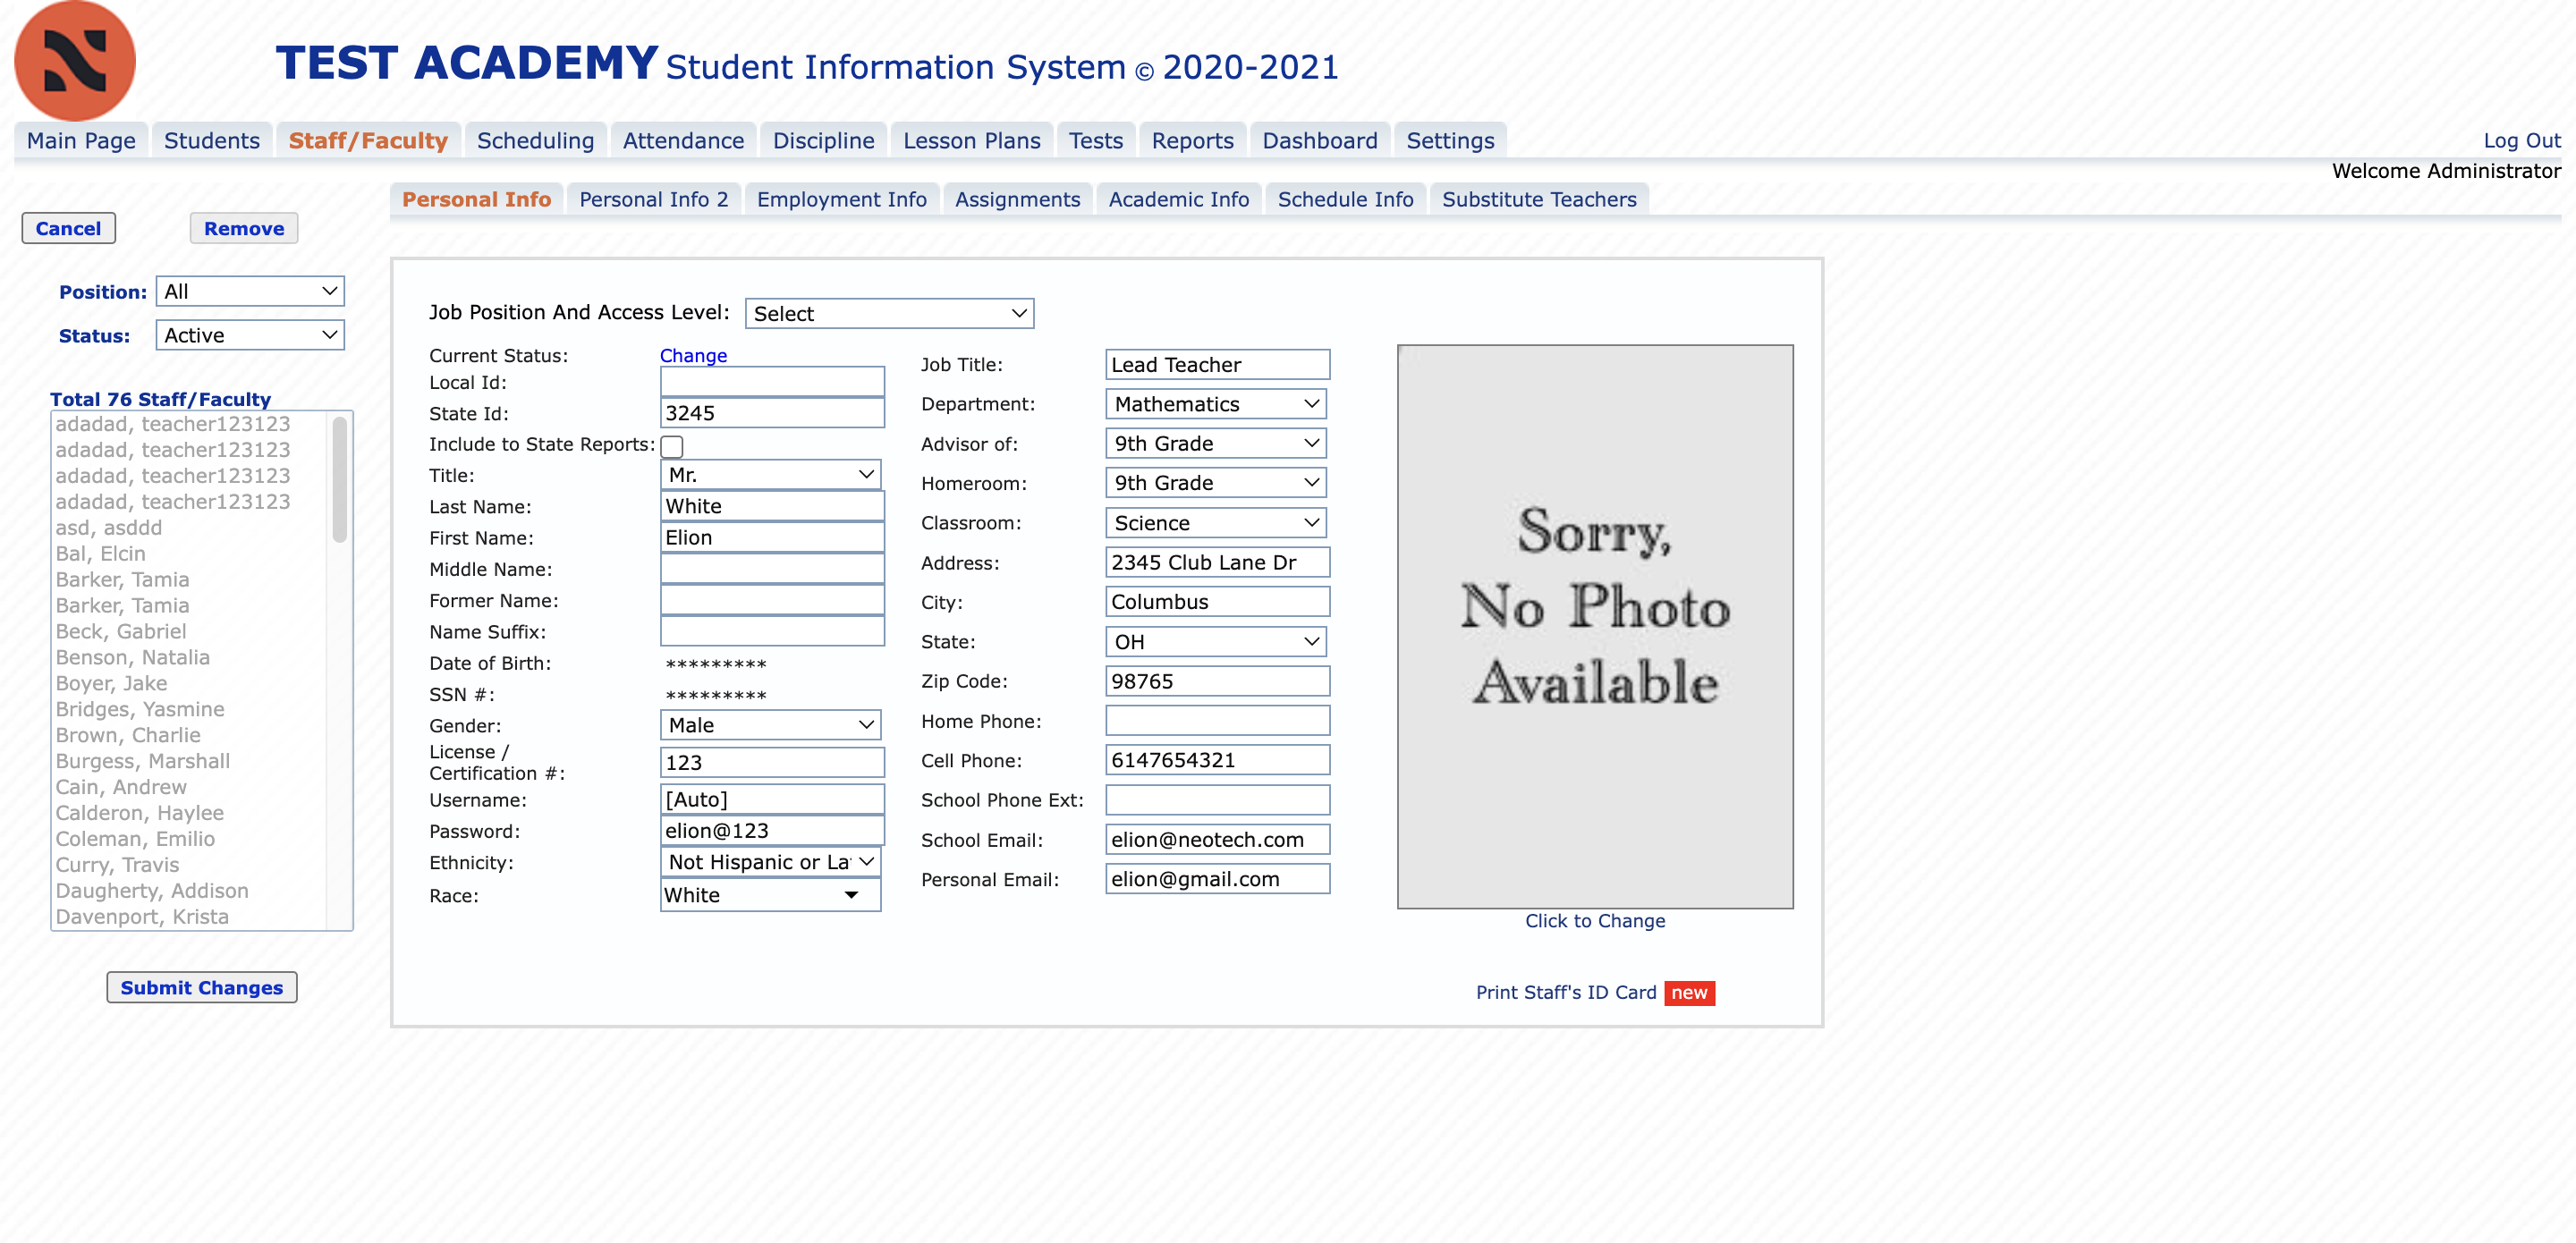 TEST ACADEMY Student Information System © 2020-2021
Main Page Students Staff/Faculty Scheduling Attendance Discipline Lesson Plans Tests Reports Dashboard Settings Log Out
Welcome Administrator
Personal Info Personal Info 2 Employment Info Assignments Academic Info Schedule Info Substitute Teachers
Cancel Remove
Position: All
Status: Active
Total 76 Staff/Faculty
adadad, teacher123123
adadad, teacher123123
adadad, teacher123123
adadad, teacher123123
asd, asddd
Bal, Elcin
Barker, Tamia
Barker, Tamia
Beck, Gabriel
Benson, Natalia
Boyer, Jake
Bridges, Yasmine
Brown, Charlie
Burgess, Marshall
Cain, Andrew
Calderon, Haylee
Coleman, Emilio
Curry, Travis
Daugherty, Addison
Davenport, Krista
Submit Changes
Job Position And Access Level: Select
Current Status: Change
Local Id:
State Id: 3245
Include to State Reports:
Title: Mr.
Last Name: White
First Name: Elion
Middle Name:
Former Name:
Name Suffix:
Date of Birth: *********
SSN #: *********
Gender: Male
License /
Certification #: 123
Username: [Auto]
Password: elion@123
Ethnicity: Not Hispanic or La
Race: White
Job Title: Lead Teacher
Department: Mathematics
Advisor of: 9th Grade
Homeroom: 9th Grade
Classroom: Science
Address: 2345 Club Lane Dr
City: Columbus
State: OH
Zip Code: 98765
Home Phone:
Cell Phone: 6147654321
School Phone Ext:
School Email: elion@neotech.com
Personal Email: elion@gmail.com
Sorry,
No Photo
Available
Click to Change
Print Staff's ID Card new